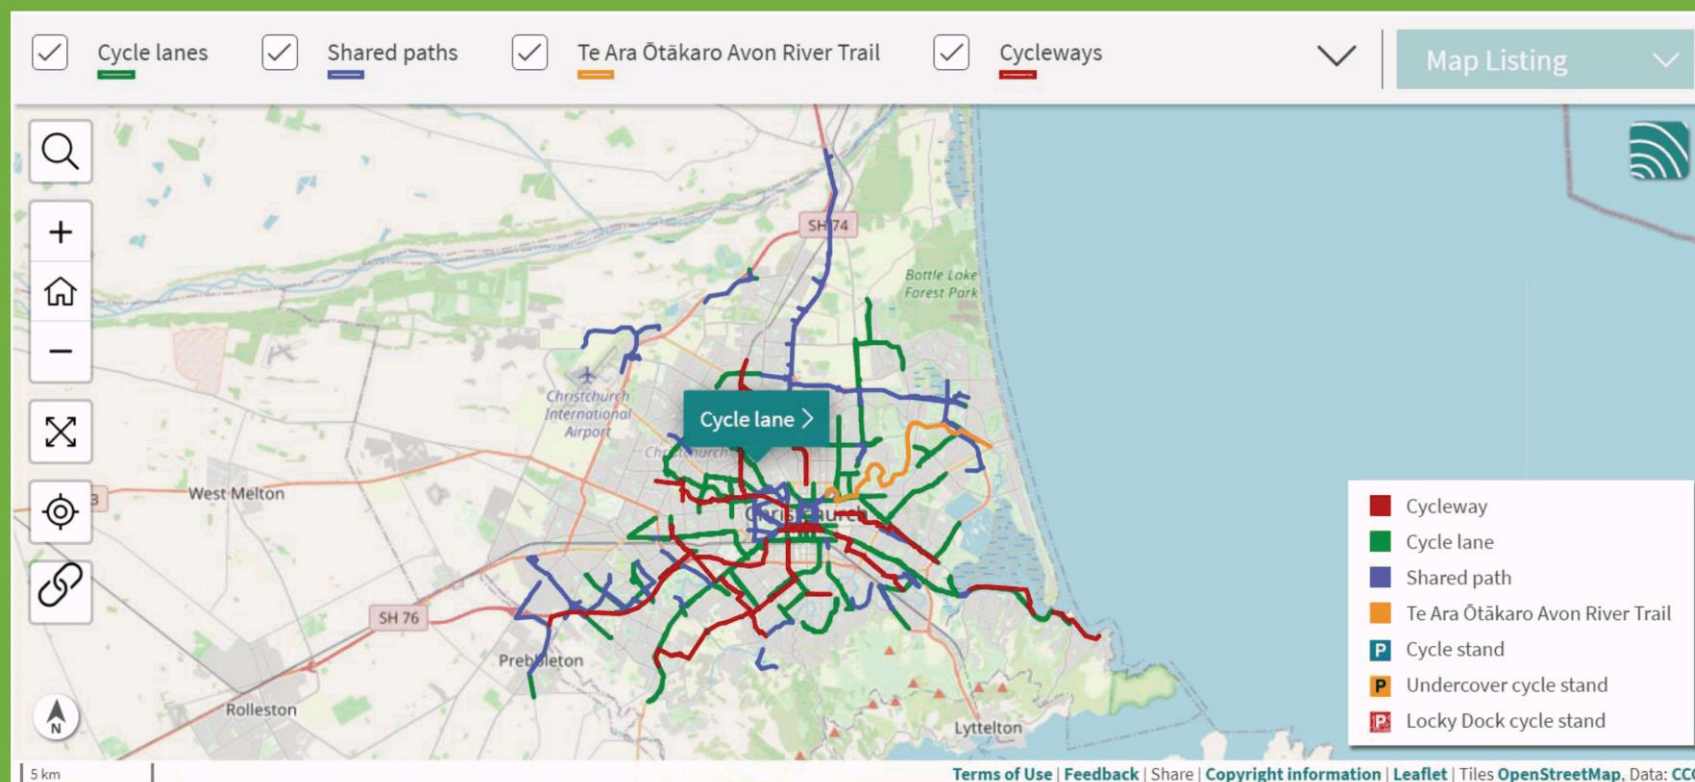 Cycle lanes
Shared paths
Te Ara Ōtākaro Avon River Trail
Cycleways
Map Listing
SH 74
Bottle Lake
Forest Park
Christchurch
International
Airport
Cycle lane >
West Melton
3
Christchurch
SH 76
Prebbleton
Rolleston
Lyttelton
N
Cycleway
Cycle lane
Shared path
Te Ara Ōtākaro Avon River Trail
P Cycle stand
P Undercover cycle stand
P Locky Dock cycle stand
5 km
Terms of Use | Feedback | Share | Copyright information | Leaflet | Tiles OpenStreetMap, Data: CC